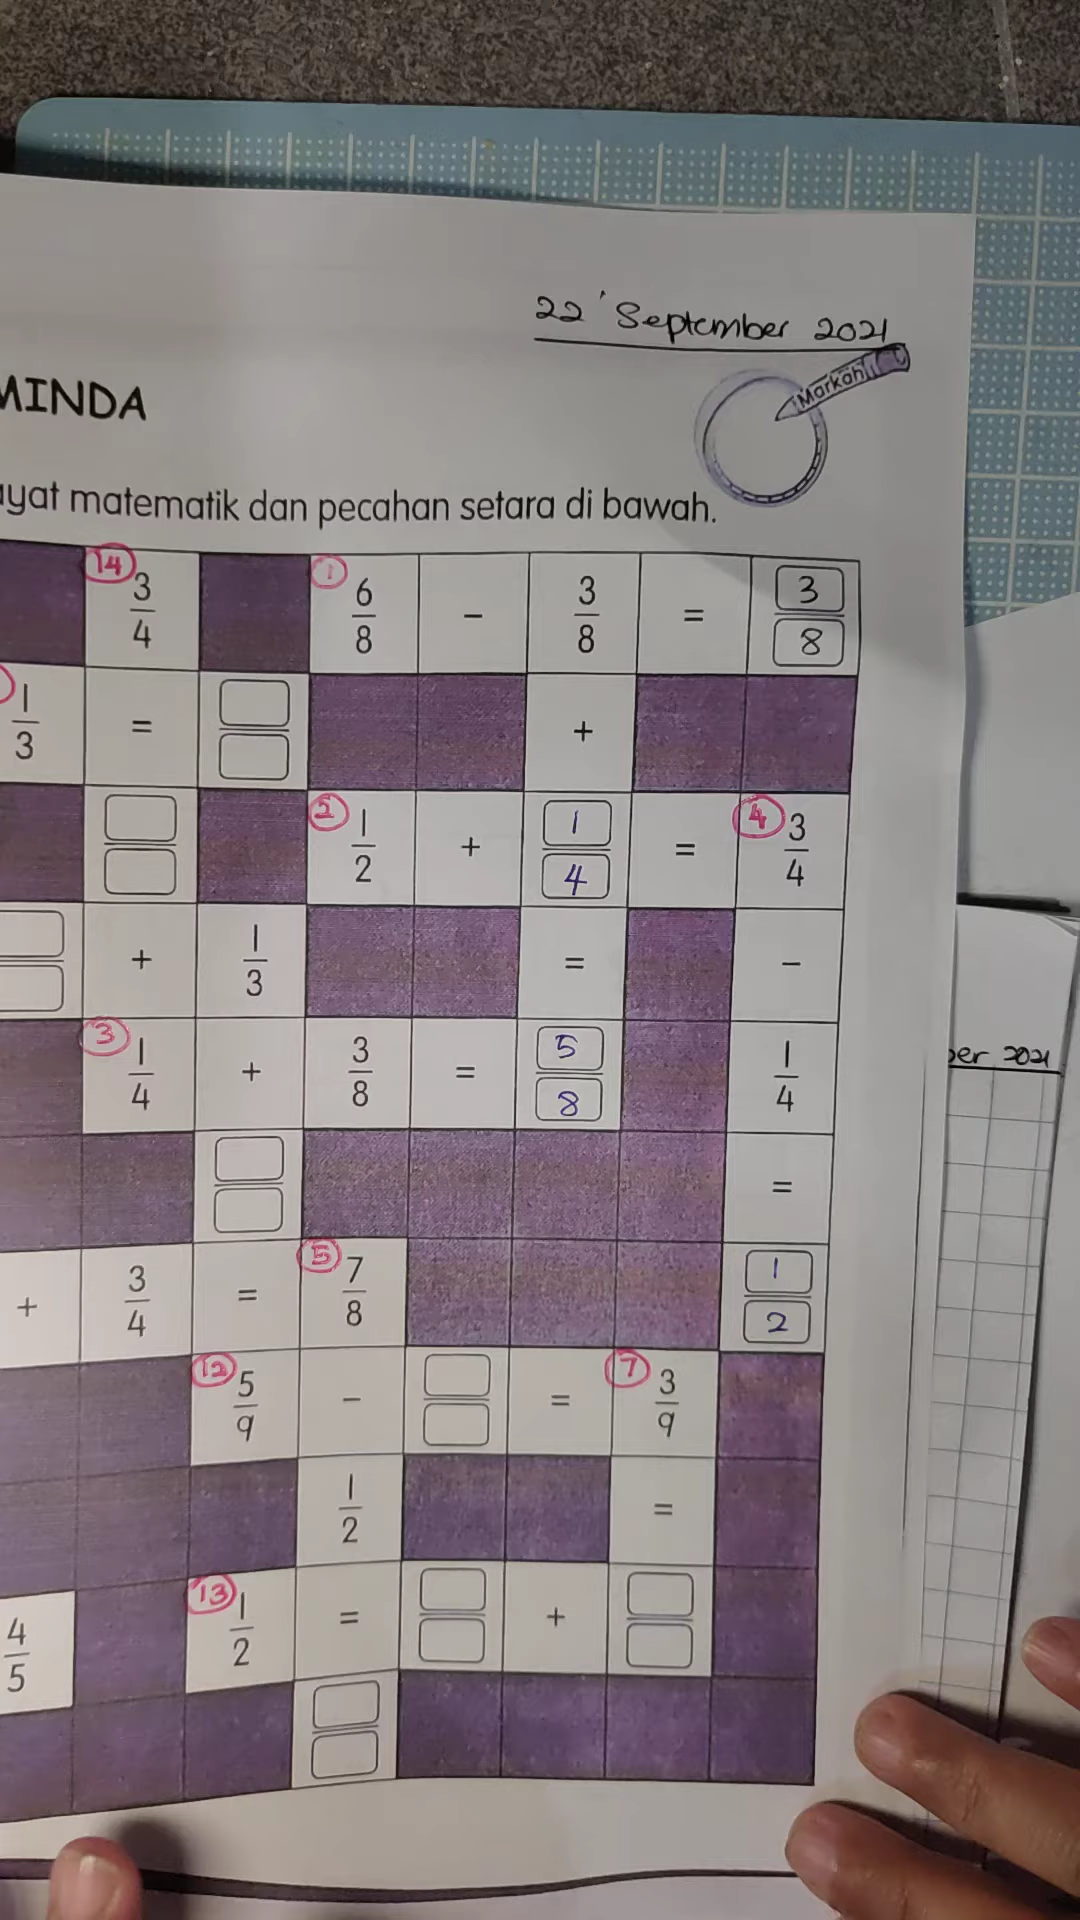 22 September 2021
Markah
MINDA
ayat matematik dan pecahan setara di bawah.
14 3/4 1 6/8 - 3/8 = 3/8
1/3 = +
2 1/2 + 1/4 = 4 3/4
+ 1/3 = -
3 1/4 + 3/8 = 5/8 1/4
=
+ 3/4 = 5 7/8 1/2
12 5/9 - = 7 3/9
1/2 =
4/5 13 1/2 = +
ber 2021